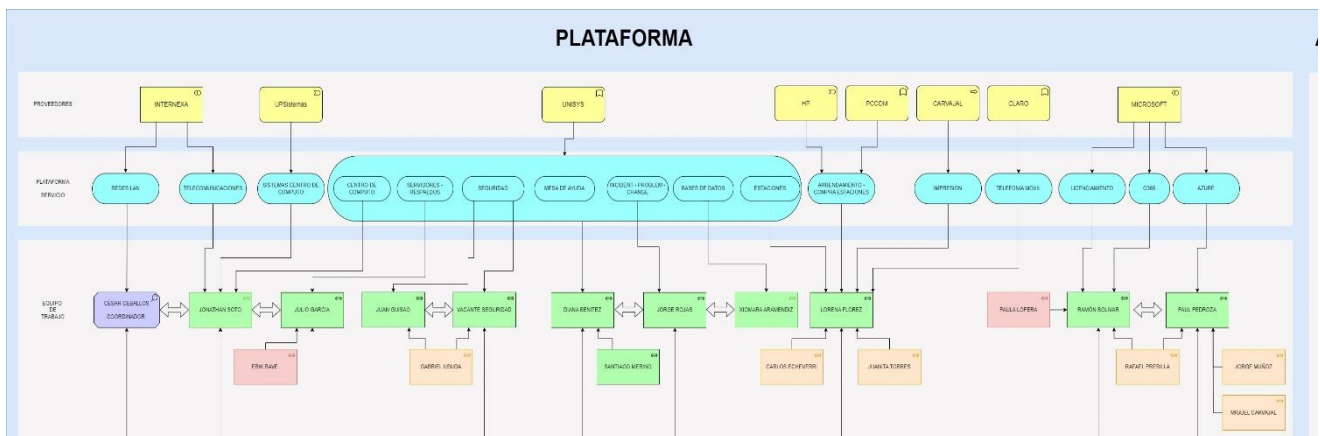 PLATAFORMA
PROVEEDORES
INTERNEXA
UPSistemas
UNISYS
HP
PCCOM
CARVAJAL
CLARO
MICROSOFT
PLATAFORMA
SERVICIO
REDES LAN
TELECOMUNICACIONES
SISTEMAS CENTRO DE
COMPUTO
CENTRO DE
COMPUTO
SERVIDORES -
RESPALDOS
SEGURIDAD
MESA DE AYUDA
INCIDENT - PROBLEM -
CHANGE
BASES DE DATOS
ESTACIONES
ARRENDAMIENTO -
COMPRA ESTACIONES
IMPRESION
TELEFONIA MOVIL
LICENCIAMIENTO
AZURE
EQUIPO
DE
TRABAJO
CÉSAR CEBALLOS
COORDINADOR
JONATHAN SOTO
JULIO GARCIA
JUAN
VACANTE SEGURIDAD
DIANA BENITEZ
JORGE ROJAS
XIOMARA ARAMENDIZ
LORENA FLOREZ
PAULA LOPERA
RAMÓN BOLIVAR
PAUL PEDROZA
ERIK RAVE
GABRIEL USUGA
SANTIAGO MERINO
CARLOS ECHEVERRI
JUANITA TORRES
RAFAEL PRESILLA
JORGE MUÑOZ
MIGUEL CARVAJAL